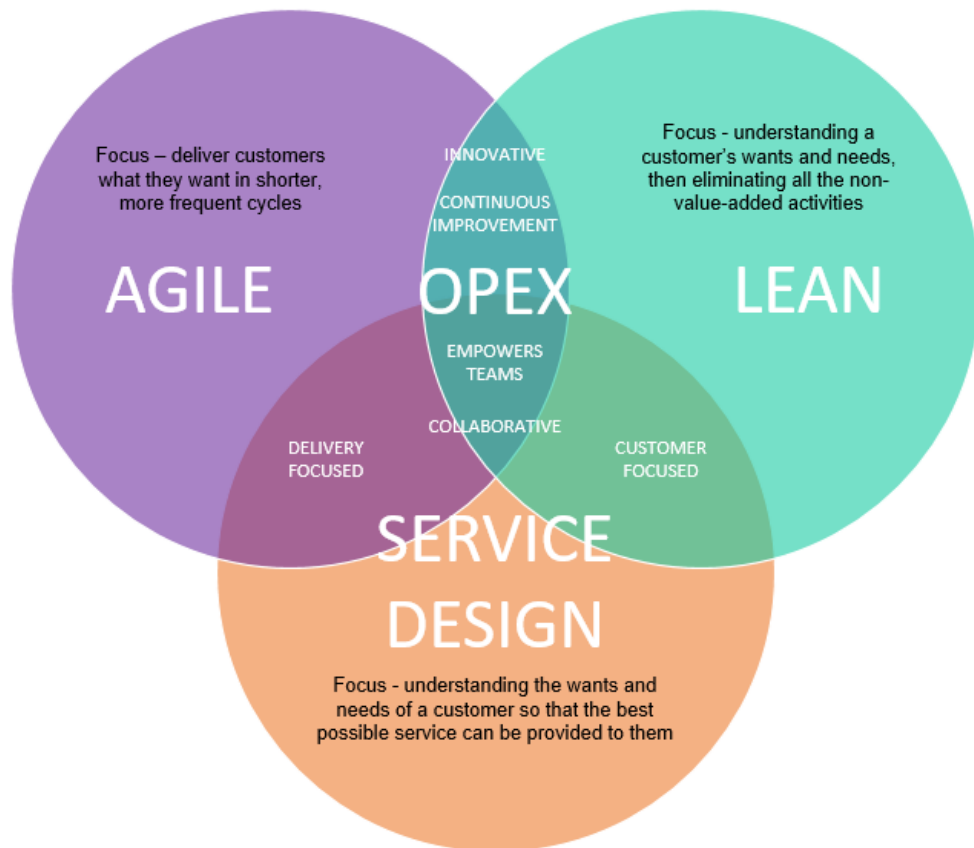 Focus – deliver customers
what they want in shorter,
more frequent cycles
AGILE
INNOVATIVE
CONTINUOUS
IMPROVEMENT
OPEX
EMPOWERS
TEAMS
COLLABORATIVE
Focus - understanding a
customer's wants and needs,
then eliminating all the non-
value-added activities
LEAN
DELIVERY
FOCUSED
CUSTOMER
FOCUSED
SERVICE
DESIGN
Focus - understanding the wants and
needs of a customer so that the best
possible service can be provided to them